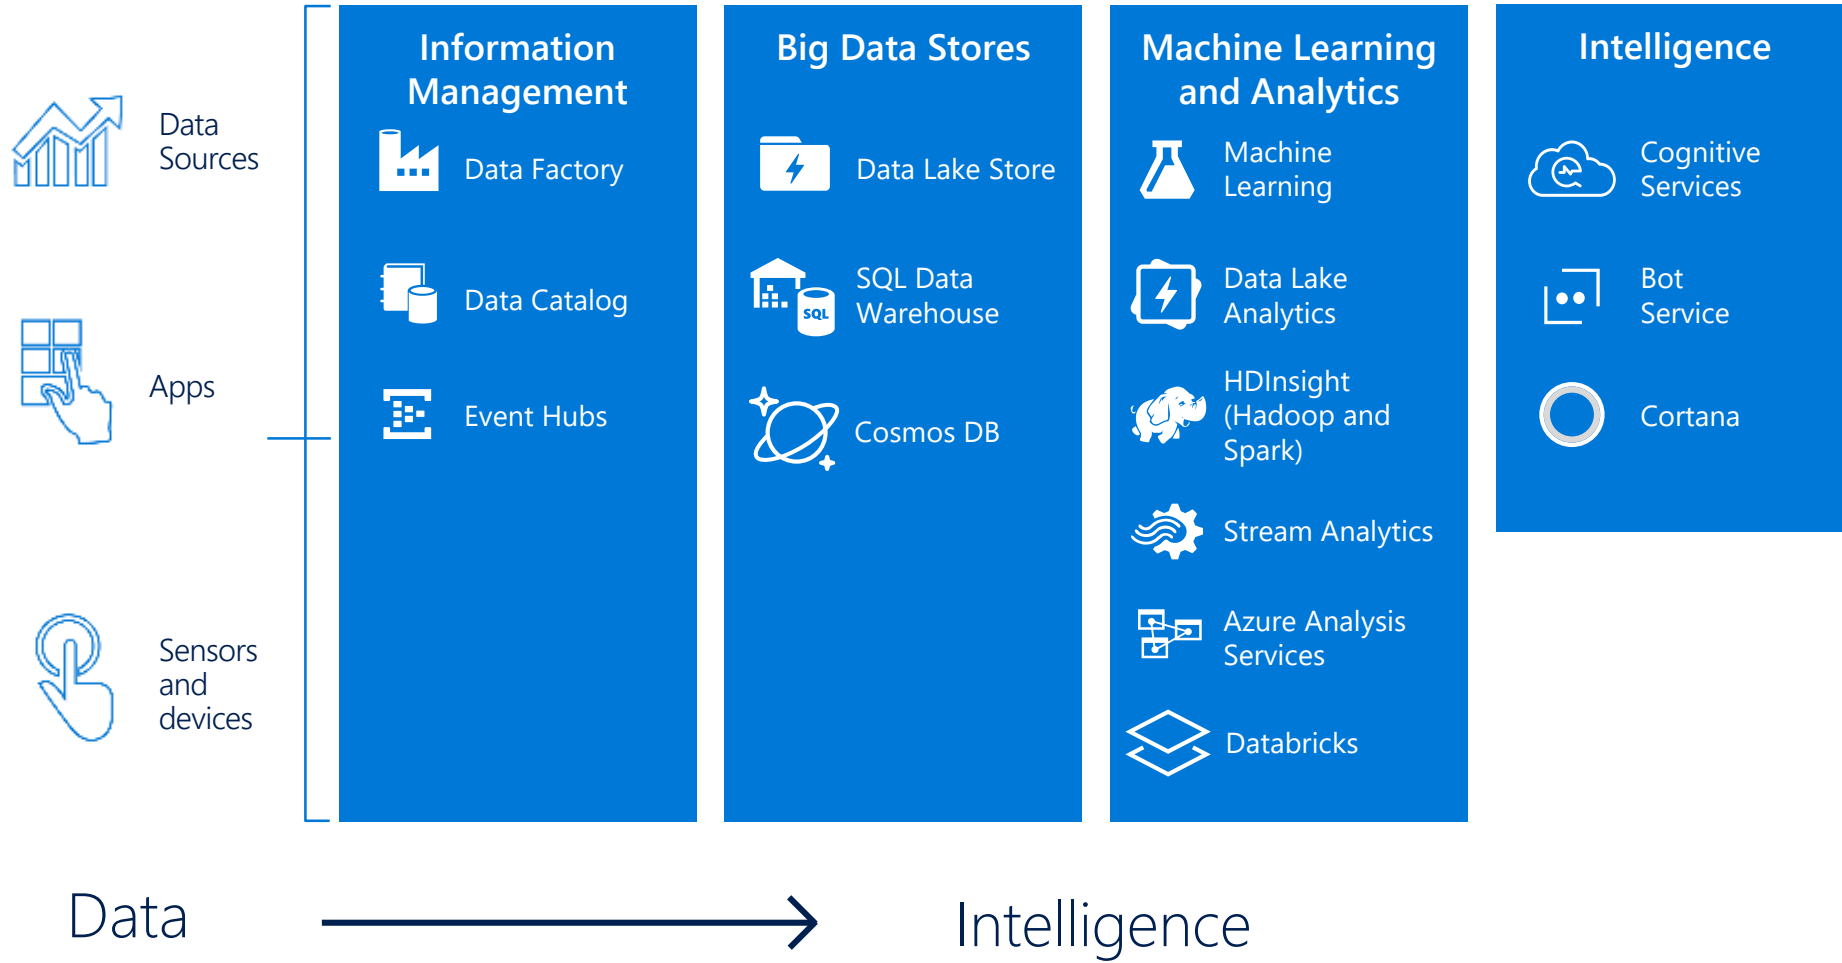 Data
Sources
Apps
Sensors
and
devices
Information
Management
Data Factory
Data Catalog
Event Hubs
Big Data Stores
Data Lake Store
SQL Data
Warehouse
SQL
Cosmos DB
Machine Learning
and Analytics
Machine
Learning
Data Lake
Analytics
HDInsight
(Hadoop and
Spark)
Stream Analytics
Azure Analysis
Services
Databricks
Intelligence
Cognitive
Services
Bot
Service
Cortana
Data
Intelligence